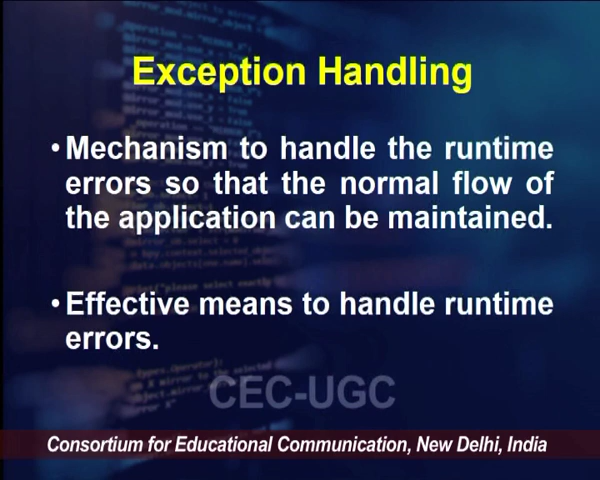 Exception Handling
•Mechanism to handle the runtime
errors so that the normal flow of
the application can be maintained.
•Effective means to handle runtime
errors.
CEC-UGC
Consortium for Educational Communication, New Delhi, India